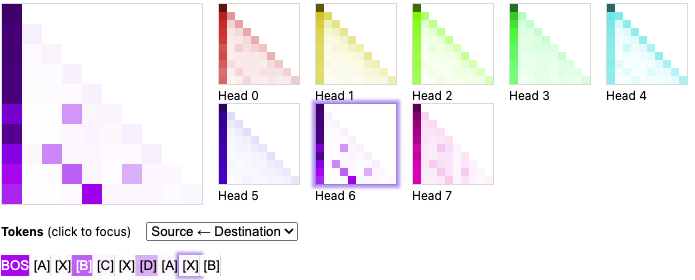 Head 0 Head 1 Head 2 Head 3 Head 4
Head 5 Head 6 Head 7
Tokens (click to focus) Source ← Destination
BOS [A] [X] [B] [C] [X] [D] [A] [X] [B]